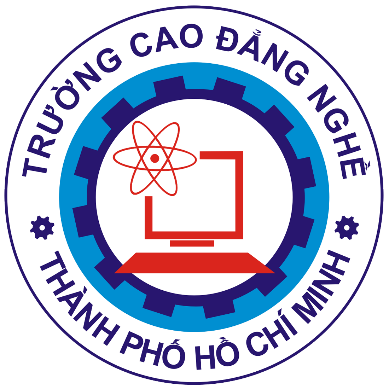 TRƯỜNG CAO ĐẲNG NGHỀ
THÀNH PHỐ HỒ CHÍ MINH